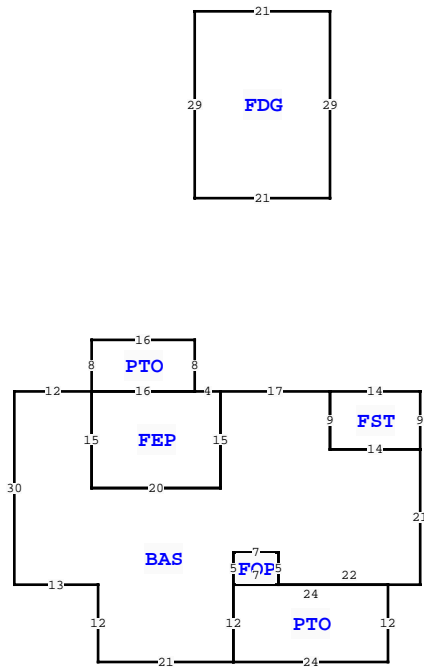 21
29 FDG 29
21
16
8 PTO 8
12 16 4 17 14
15 FEP 15 9 FST 9
14
30 20 21
BAS 7
5 FOP 5
7 22
13 24
12 12 PTO 12
21 24